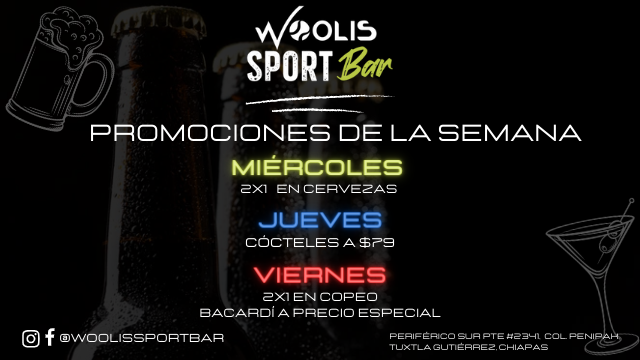 WOOLIS
SPORT Bar
PROMOCIONES DE LA SEMANA
MIÉRCOLES
2X1 EN CERVEZAS
JUEVES
CÓCTELES A $79
VIERNES
2X1 EN COPEO
BACARDÍ A PRECIO ESPECIAL
@WOOLISSPORTBAR
PERIFÉRICO SUR PTE #2341. COL. PENIPAH,
TUXTLA GUTIÉRREZ, CHIAPAS